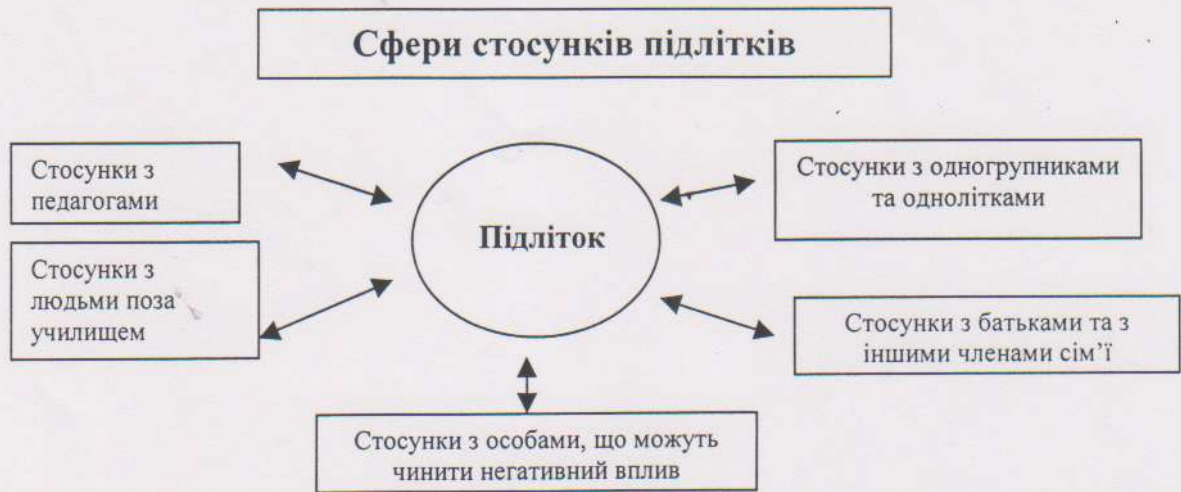 Сфери стосунків підлітків
Стосунки з
педагогами
Стосунки з одногрупниками
та однолітками
Підліток
Стосунки з
людьми поза
училищем
Стосунки з батьками та з
іншими членами сім’ї
Стосунки з особами, що можуть
чинити негативний вплив